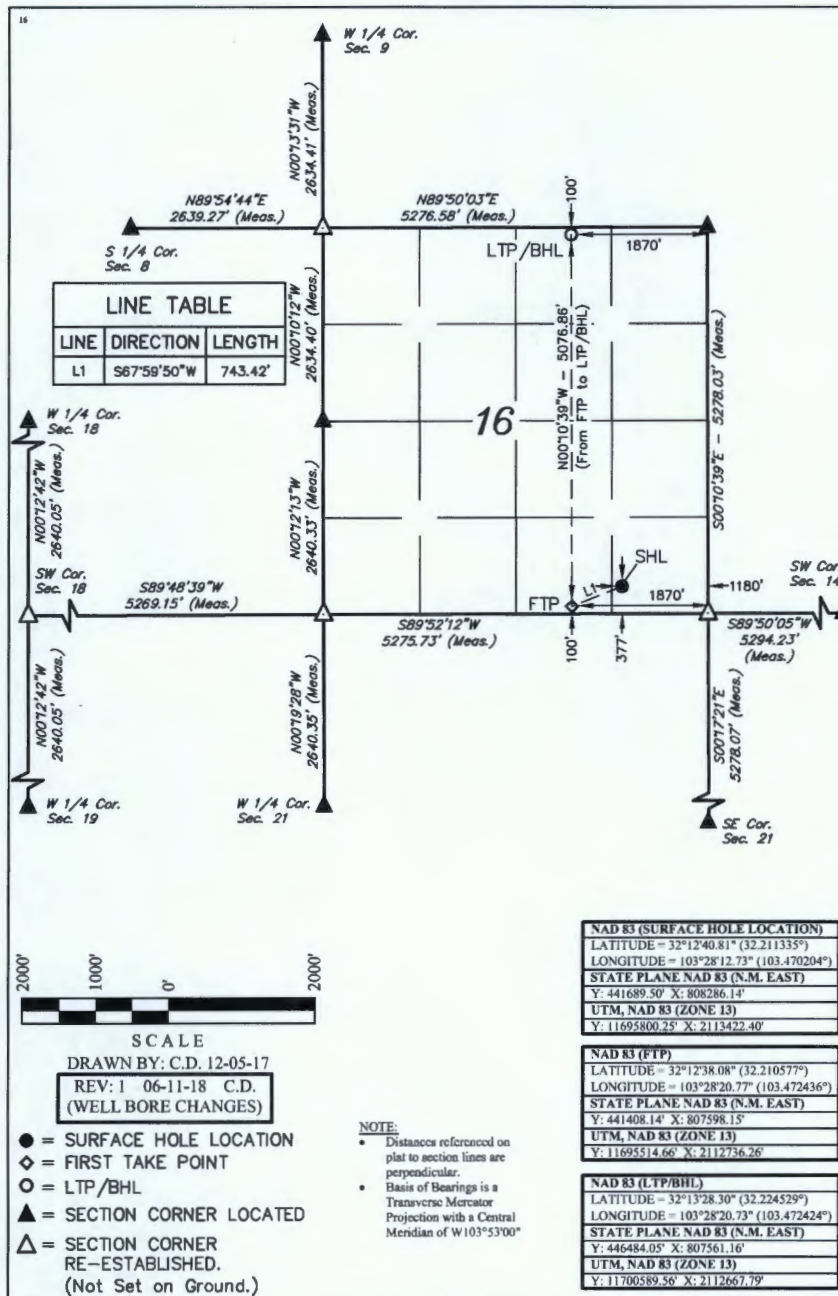 16
W 1/4 Cor.
Sec. 9
N00°13'31"W
2634.41' (Meas.)
N89°54'44"E
2639.27' (Meas.)
N89°50'03"E
5276.58' (Meas.)
100'
S 1/4 Cor.
Sec. 8
LTP/BHL
1870'
LINE TABLE
LINE DIRECTION LENGTH
L1 S67°59'50"W 743.42'
N00°10'12"W
2634.40' (Meas.)
N00°10'39"W - 5076.86'
(From FTP to LTP/BHL)
S00°10'39"E - 5278.03' (Meas.)
16
W 1/4 Cor.
Sec. 18
N00°12'42"W
2640.05' (Meas.)
N00°12'13"W
2640.33' (Meas.)
SW Cor.
Sec. 18
S89°48'39"W
5269.15' (Meas.)
SHL
L1
FTP
1870'
1180'
SW Cor.
Sec. 14
S89°52'12"W
5275.73' (Meas.)
100'
377'
S89°50'05"W
5294.23'
(Meas.)
N00°12'42"W
2640.05' (Meas.)
N00°19'28"W
2640.35' (Meas.)
S00°17'21"E
5278.07' (Meas.)
W 1/4 Cor.
Sec. 19
W 1/4 Cor.
Sec. 21
SE Cor.
Sec. 21
NAD 83 (SURFACE HOLE LOCATION)
LATITUDE = 32°12'40.81" (32.211335°)
LONGITUDE = 103°28'12.73" (103.470204°)
STATE PLANE NAD 83 (N.M. EAST)
Y: 441689.50' X: 808286.14'
UTM, NAD 83 (ZONE 13)
Y: 11695800.25' X: 2113422.40'
NAD 83 (FTP)
LATITUDE = 32°12'38.08" (32.210577°)
LONGITUDE = 103°28'20.77" (103.472436°)
STATE PLANE NAD 83 (N.M. EAST)
Y: 441408.14' X: 807598.15'
UTM, NAD 83 (ZONE 13)
Y: 11695514.66' X: 2112736.26'
NAD 83 (LTP/BHL)
LATITUDE = 32°13'28.30" (32.224529°)
LONGITUDE = 103°28'20.73" (103.472424°)
STATE PLANE NAD 83 (N.M. EAST)
Y: 446484.05' X: 807561.16'
UTM, NAD 83 (ZONE 13)
Y: 11700589.56' X: 2112667.79'
2000' 1000' 0' 2000'
SCALE
DRAWN BY: C.D. 12-05-17
REV: 1 06-11-18 C.D.
(WELL BORE CHANGES)
● = SURFACE HOLE LOCATION
◇ = FIRST TAKE POINT
○ = LTP/BHL
▲ = SECTION CORNER LOCATED
△ = SECTION CORNER
RE-ESTABLISHED.
(Not Set on Ground.)
NOTE:
• Distances referenced on
plat to section lines are
perpendicular.
• Basis of Bearings is a
Transverse Mercator
Projection with a Central
Meridian of W103°53'00"